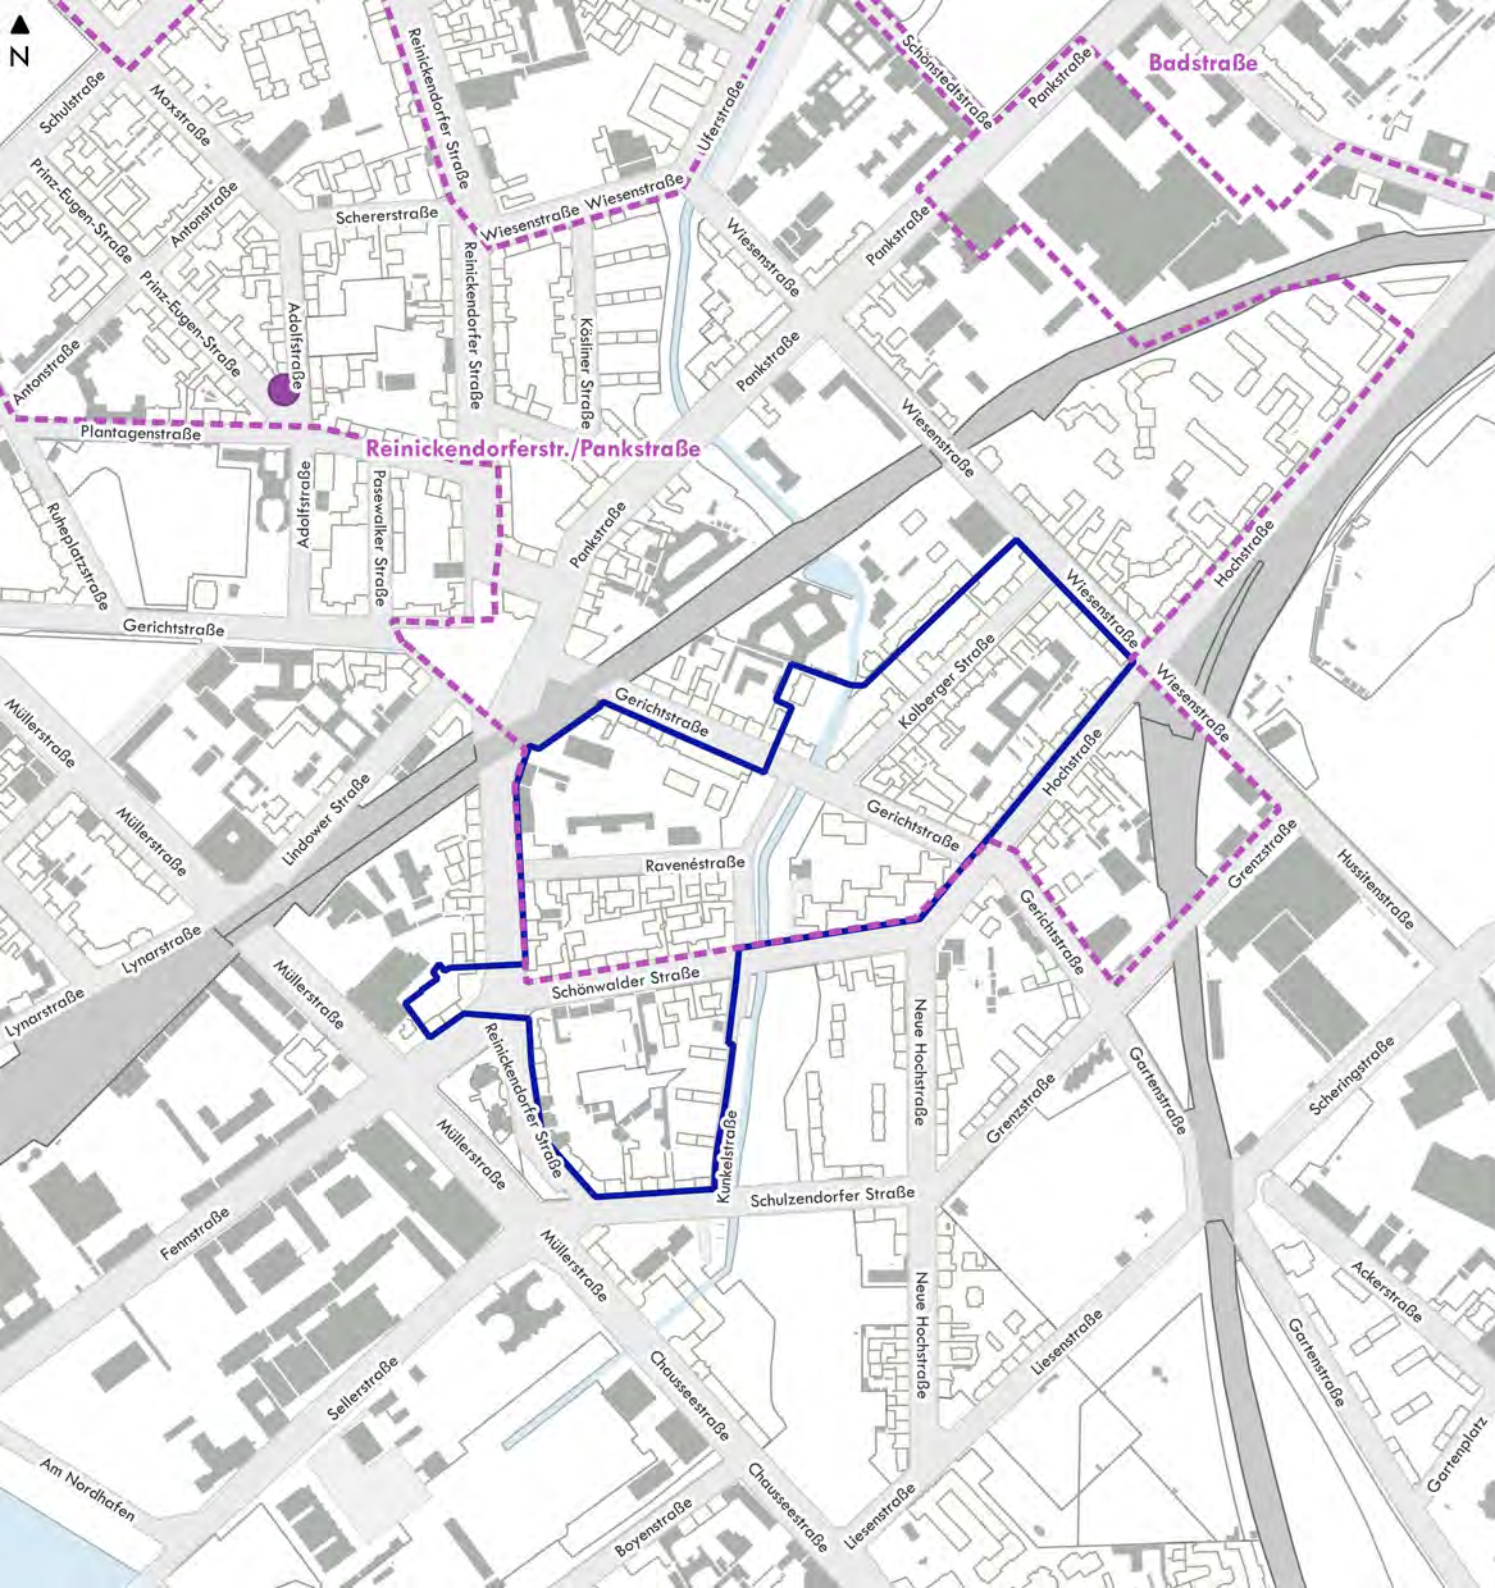 N
Badstraße
Schönstedtstraße
Pankstraße
Reinickendorfer Straße
Schulstraße
Maxstraße
Uferstraße
Prinz-Eugen-Straße
Antonstraße
Schererstraße
Wiesenstraße
Wiesenstraße
Wiesenstraße
Pankstraße
Prinz-Eugen-Straße
Adolfstraße
Reinickendorfer Straße
Kösliner Straße
Pankstraße
Antonstraße
Plantagenstraße
Reinickendorferstr./Pankstraße
Wiesenstraße
Adolfstraße
Pasewalker Straße
Ruheplatzstraße
Pankstraße
Hochstraße
Gerichtstraße
Wiesenstraße
Kolberger Straße
Gerichtstraße
Wiesenstraße
Müllerstraße
Hochstraße
Lindower Straße
Müllerstraße
Gerichtstraße
Ravenéstraße
Grenzstraße
Hussitenstraße
Gerichtstraße
Lynarstraße
Schönwalder Straße
Müllerstraße
Lynarstraße
Reinickendorfer Straße
Neue Hochstraße
Grenzstraße
Gartenstraße
Scheringstraße
Müllerstraße
Kunkelstraße
Schulzendorfer Straße
Fennstraße
Müllerstraße
Neue Hochstraße
Ackerstraße
Liesenstraße
Gartenstraße
Sellerstraße
Chausseestraße
Gartenplatz
Am Nordhafen
Chausseestraße
Liesenstraße
Boyenstraße